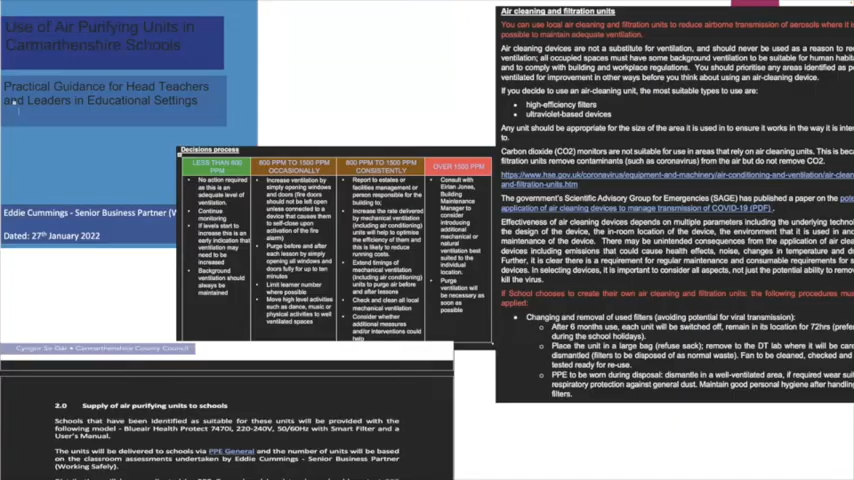 Use of Air Purifying Units in
Carmarthenshire Schools
Practical Guidance for Head Teachers
and Leaders in Educational Settings
Eddie Cummings - Senior Business Partner (W
Dated: 27th January 2022
Cyngor Sir Gâr • Carmarthenshire County Council
Decisions process
LESS THAN 800
PPM
No action required
as this is an
adequate level of
ventilation.
Continue
monitoring
If levels start to
increase this is an
early indication that
ventilation may
need to be
increased
Background
ventilation should
always be
maintained
800 PPM TO 1500 PPM
OCCASIONALLY
Increase ventilation by
simply opening windows
and doors (fire doors
should not be left open
unless connected to a
device that causes them
to self-close upon
activation of the fire
alarm)
Purge before and after
each lesson by simply
opening all windows and
doors fully for up to ten
minutes
Limit learner number
where possible
Move high level activities
such as dance, music or
physical activities to well
ventilated spaces
800 PPM TO 1500 PPM
CONSISTENTLY
Report to estates or
facilities management or
person responsible for the
building to;
Increase the rate delivered
by mechanical ventilation
(including air conditioning)
units will help to optimise
the efficiency of them and
this is likely to reduce
running costs.
Extend timings of
mechanical ventilation (including
air conditioning)
units to purge air before
and after lessons
Check and clean all local
mechanical ventilation
Consider whether
additional measures
and/or interventions could
help
OVER 1500 PPM
Consult with
Eirian Jones,
Building
Maintenance
Manager to
consider
introducing
additional
mechanical or
natural
ventilation best
suited to the
individual
location.
Purge
ventilation will
be necessary as
soon as
possible
2.0 Supply of air purifying units to schools
Schools that have been identified as suitable for these units will be provided with the
following model - Blueair Health Protect 7470i, 220-240V, 50/60Hz with Smart Filter and a
User's Manual.
The units will be delivered to schools via PPE General and the number of units will be based
on the classroom assessments undertaken by Eddie Cummings - Senior Business Partner
(Working Safely).
Air cleaning and filtration units
You can use local air cleaning and filtration units to reduce airborne transmission of aerosols where it is
possible to maintain adequate ventilation.
Air cleaning devices are not a substitute for ventilation, and should never be used as a reason to re
ventilation; all occupied spaces must have some background ventilation to be suitable for human habita
and to comply with building and workplace regulations. You should prioritise any areas identified as po
ventilated for improvement in other ways before you think about using an air-cleaning device.
If you decide to use an air-cleaning unit, the most suitable types to use are:
high-efficiency filters
ultraviolet-based devices
Any unit should be appropriate for the size of the area it is used in to ensure it works in the way it is inte
to.
Carbon dioxide (CO2) monitors are not suitable for use in areas that rely on air cleaning units. This is beca
filtration units remove contaminants (such as coronavirus) from the air but do not remove CO2.
https://www.hse.gov.uk/coronavirus/equipment-and-machinery/air-conditioning-and-ventilation/air-clean
and-filtration-units.htm
The government's Scientific Advisory Group for Emergencies (SAGE) has published a paper on the pote
application of air cleaning devices to manage transmission of COVID-19 (PDF) .
Effectiveness of air cleaning devices depends on multiple parameters including the underlying technolo
the design of the device, the in-room location of the device, the environment that it is used in and
maintenance of the device. There may be unintended consequences from the application of air clea
devices including emissions that could cause health effects, noise, changes in temperature and dr
Further, it is clear there is a requirement for regular maintenance and consumable requirements for s
devices. In selecting devices, it is important to consider all aspects, not just the potential ability to remov
kill the virus.
If School chooses to create their own air cleaning and filtration units: the following procedures mus
applied:
Changing and removal of used filters (avoiding potential for viral transmission):
After 6 months use, each unit will be switched off, remain in its location for 72hrs (prefer
during the school holidays).
Place the unit in a large bag (refuse sack); remove to the DT lab where it will be care
dismantled (filters to be disposed of as normal waste). Fan to be cleaned, checked and
tested ready for re-use.
PPE to be worn during disposal: dismantle in a well-ventilated area, if required wear sui
respiratory protection against general dust. Maintain good personal hygiene after handling
filters.